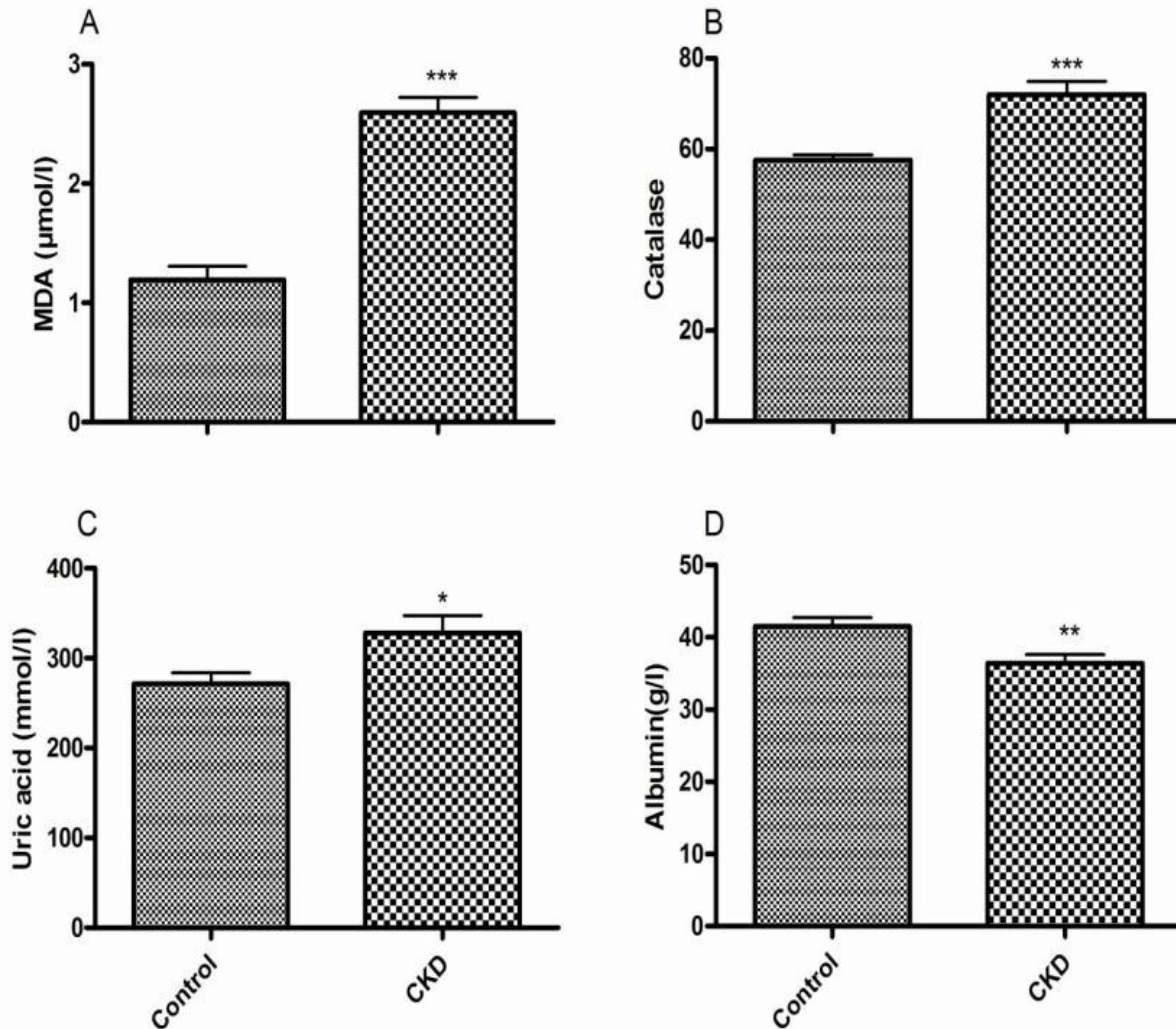 A
MDA (µmol/l)
3
2
1
0
***
B
Catalase
80
60
40
20
0
***
C
Uric acid (mmol/l)
400
300
200
100
0
*
Control
CKD
D
Albumin(g/l)
50
40
30
20
10
0
**
Control
CKD